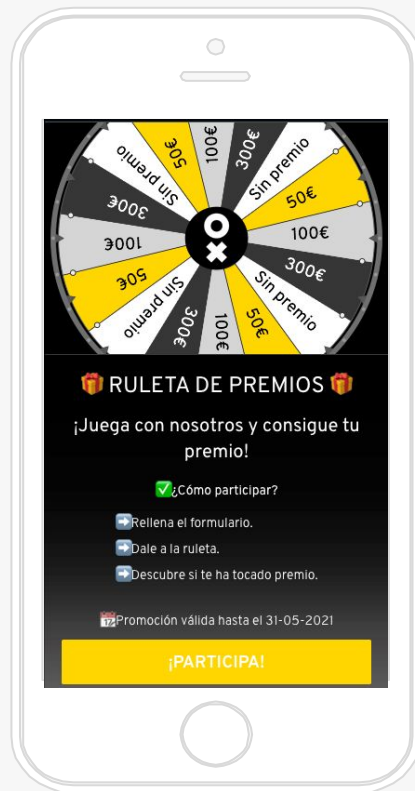 Sin premio
50€
100€
300€
Sin premio
50€
100€
300€
Sin premio
50€
100€
300€
Sin premio
50€
100€
300€
🎁 RULETA DE PREMIOS 🎁
¡Juega con nosotros y consigue tu
premio!
✅¿Cómo participar?
➡️Rellena el formulario.
➡️Dale a la ruleta.
➡️Descubre si te ha tocado premio.
📆Promoción válida hasta el 31-05-2021
¡PARTICIPA!